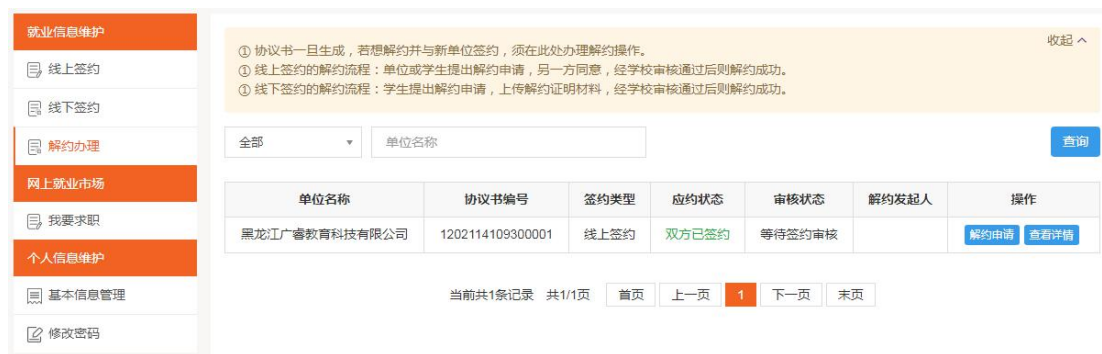 就业信息维护
线上签约
线下签约
解约办理
网上就业市场
我要求职
个人信息维护
基本信息管理
修改密码
① 协议书一旦生成，若想解约并与新单位签约，须在此处办理解约操作。
① 线上签约的解约流程：单位或学生提出解约申请，另一方同意，经学校审核通过后则解约成功。
① 线下签约的解约流程：学生提出解约申请，上传解约证明材料，经学校审核通过后则解约成功。
收起
全部 单位名称 查询
单位名称 协议书编号 签约类型 应约状态 审核状态 解约发起人 操作
黑龙江广睿教育科技有限公司 1202114109300001 线上签约 双方已签约 等待签约审核 解约申请 查看详情
当前共1条记录 共1/1页 首页 上一页 1 下一页 末页